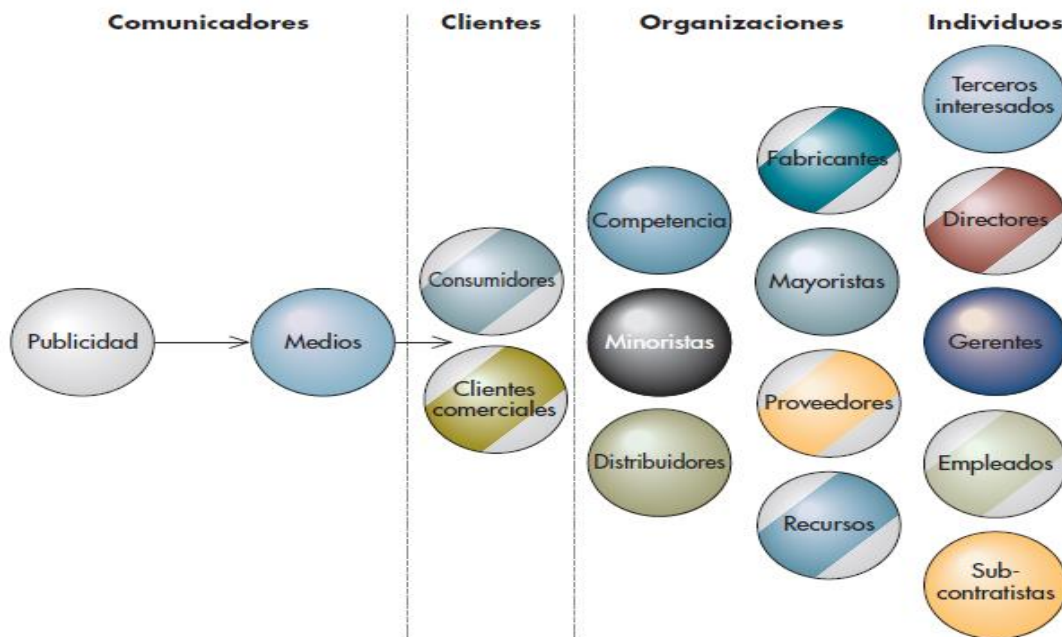 Comunicadores
Clientes
Organizaciones
Individuos
Publicidad
Medios
Consumidores
Clientes
comerciales
Competencia
Minoristas
Distribuidores
Fabricantes
Mayoristas
Proveedores
Recursos
Terceros
interesados
Directores
Gerentes
Empleados
Sub-
contratistas